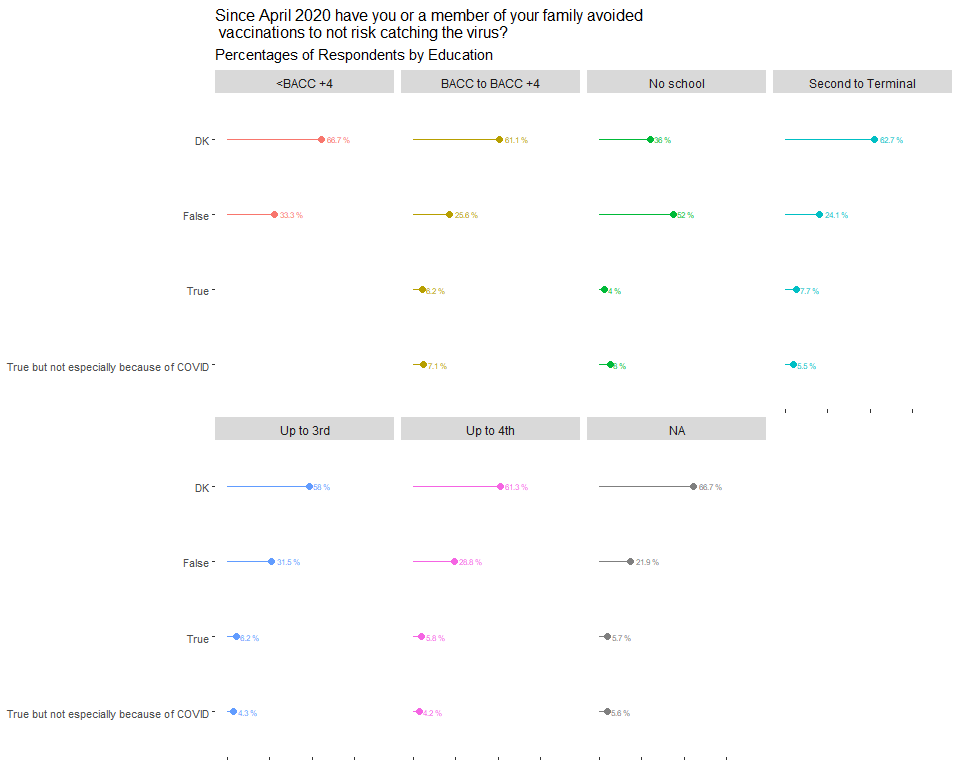 Since April 2020 have you or a member of your family avoided
vaccinations to not risk catching the virus?
Percentages of Respondents by Education
<BACC +4 BACC to BACC +4 No school Second to Terminal
DK 66.7 % 61.1 % 36 % 62.7 %
False 33.3 % 25.6 % 52 % 24.1 %
True 6.2 % 4 % 7.7 %
True but not especially because of COVID 7.1 % 8 % 5.5 %
Up to 3rd Up to 4th NA
DK 58 % 61.3 % 66.7 %
False 31.5 % 28.8 % 21.9 %
True 6.2 % 5.8 % 5.7 %
True but not especially because of COVID 4.3 % 4.2 % 5.6 %